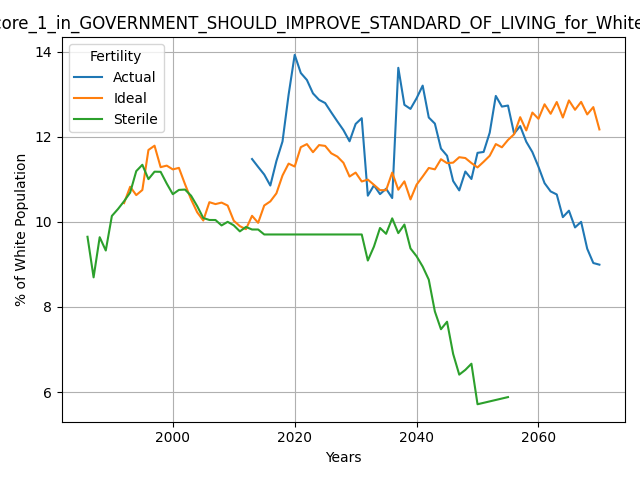 core_1_in_GOVERNMENT_SHOULD_IMPROVE_STANDARD_OF_LIVING_for_White
14
12
10
8
6
% of White Population
Fertility
Actual
Ideal
Sterile
2000
2020
2040
2060
Years